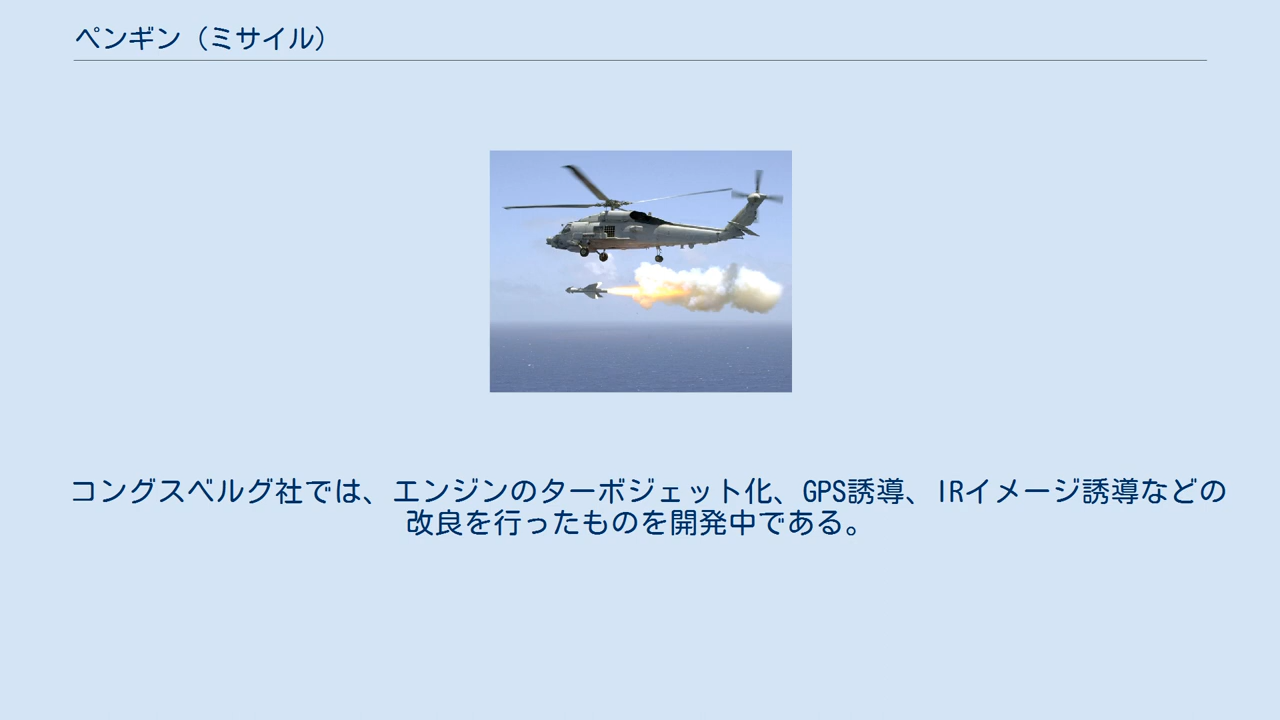 ペンギン（ミサイル）
コングスベルグ社では、エンジンのターボジェット化、GPS誘導、IRイメージ誘導などの
改良を行ったものを開発中である。